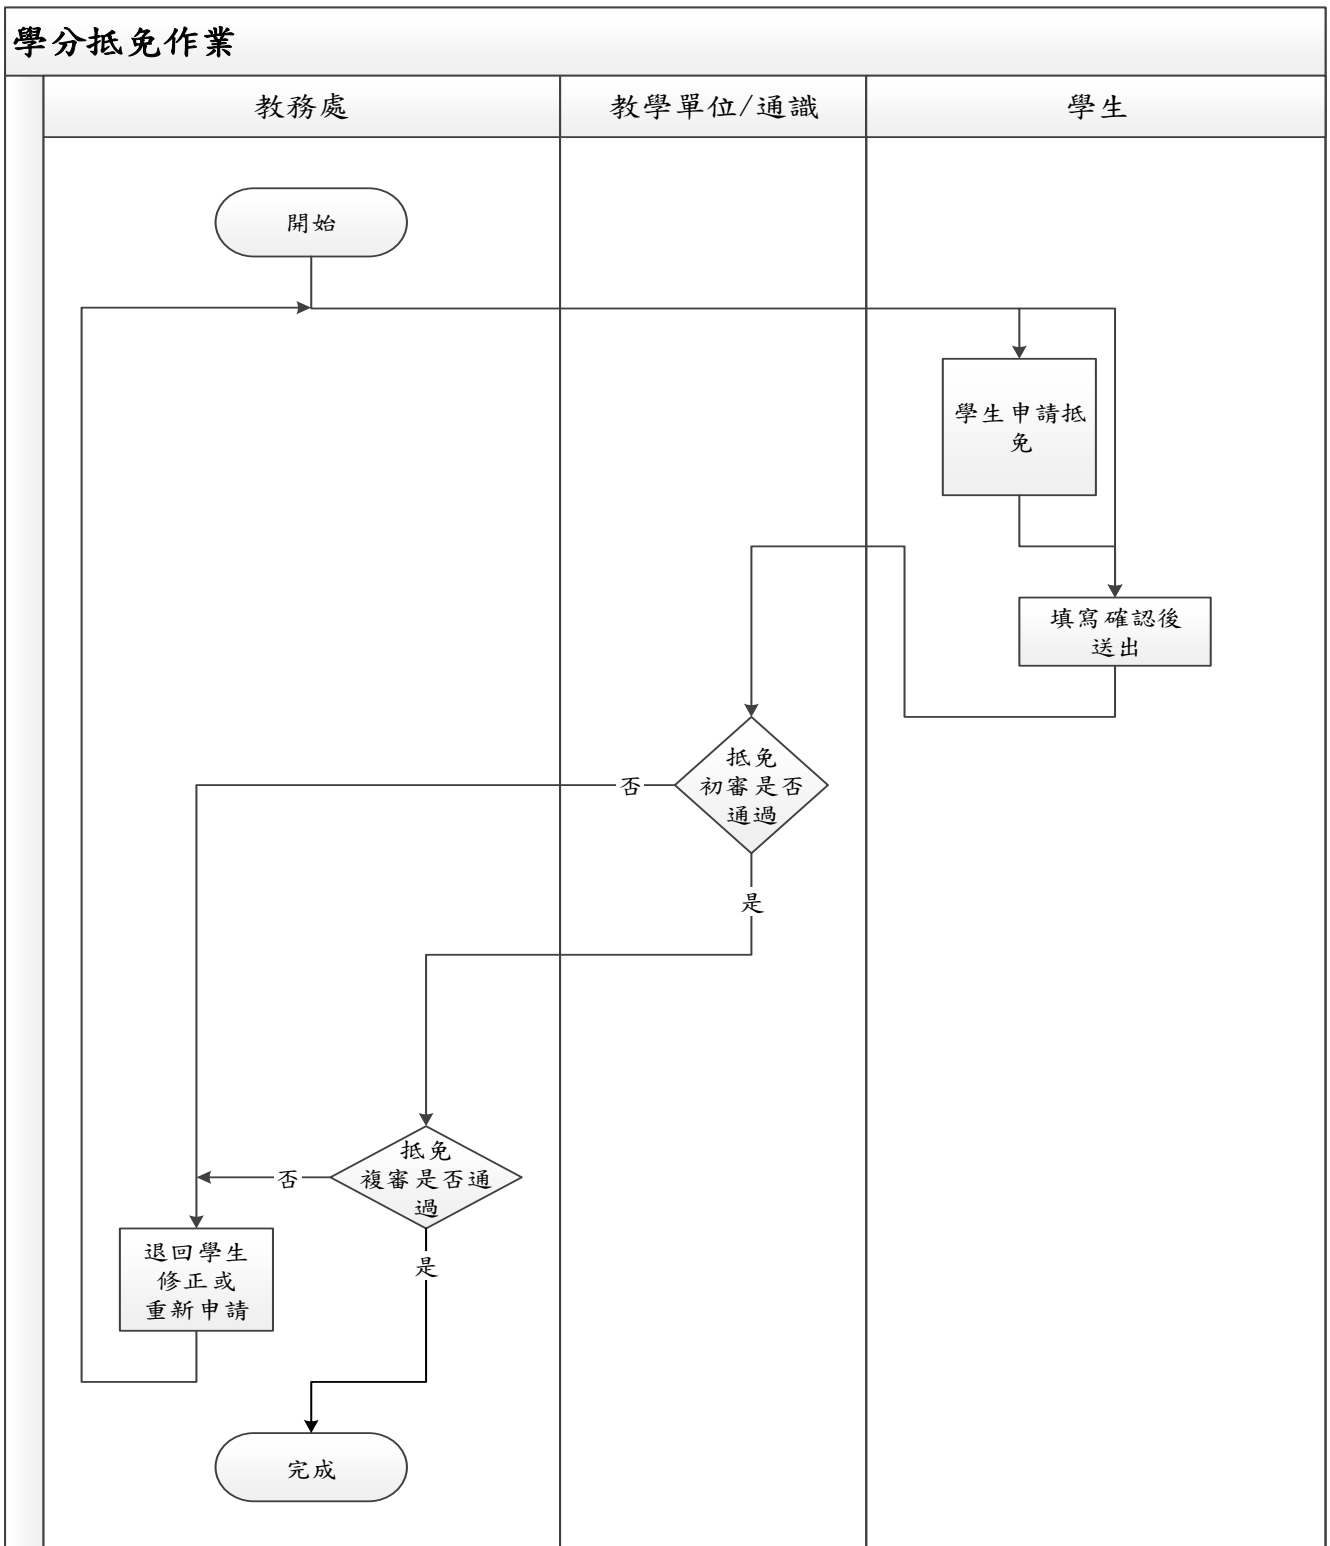 學分抵免作業
教務處
教學單位/通識
學生
開始
學生申請抵
免
填寫確認後
送出
抵免
初審是否
通過
否
是
抵免
複審是否通
過
否
是
退回學生
修正或
重新申請
完成